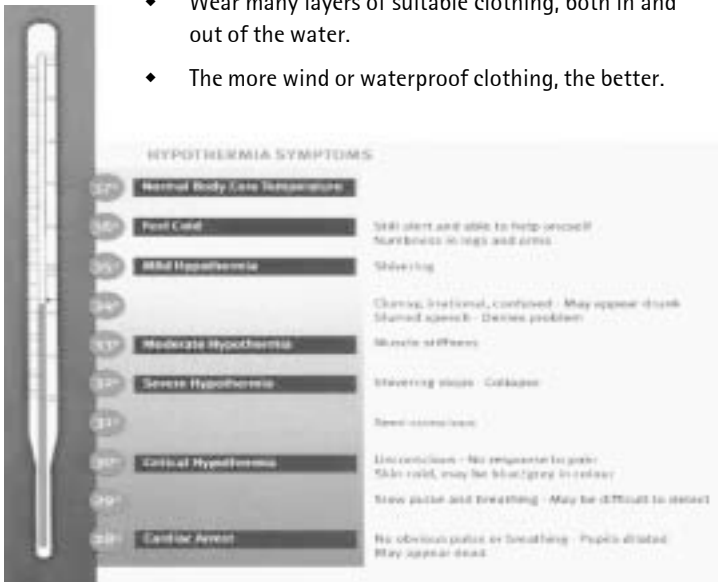 Wear many layers of suitable clothing, both in and
out of the water.
The more wind or waterproof clothing, the better.
HYPOTHERMIA SYMPTOMS
37° Normal Body Core Temperature
36° Feel Cold
Still alert and able to help oneself
Numbness in legs and arms
35° Mild Hypothermia
Shivering
34°
Clumsy, irrational, confused - May appear drunk
Slurred speech - Denies problem
33° Moderate Hypothermia
Muscle stiffness
32° Severe Hypothermia
Shivering stops - Collapse
31°
Semi-conscious
30° Critical Hypothermia
Unconscious - No response to pain
Skin cold, may be blue/grey in colour
29°
Slow pulse and breathing - May be difficult to detect
28° Cardiac Arrest
No obvious pulse or breathing - Pupils dilated
May appear dead